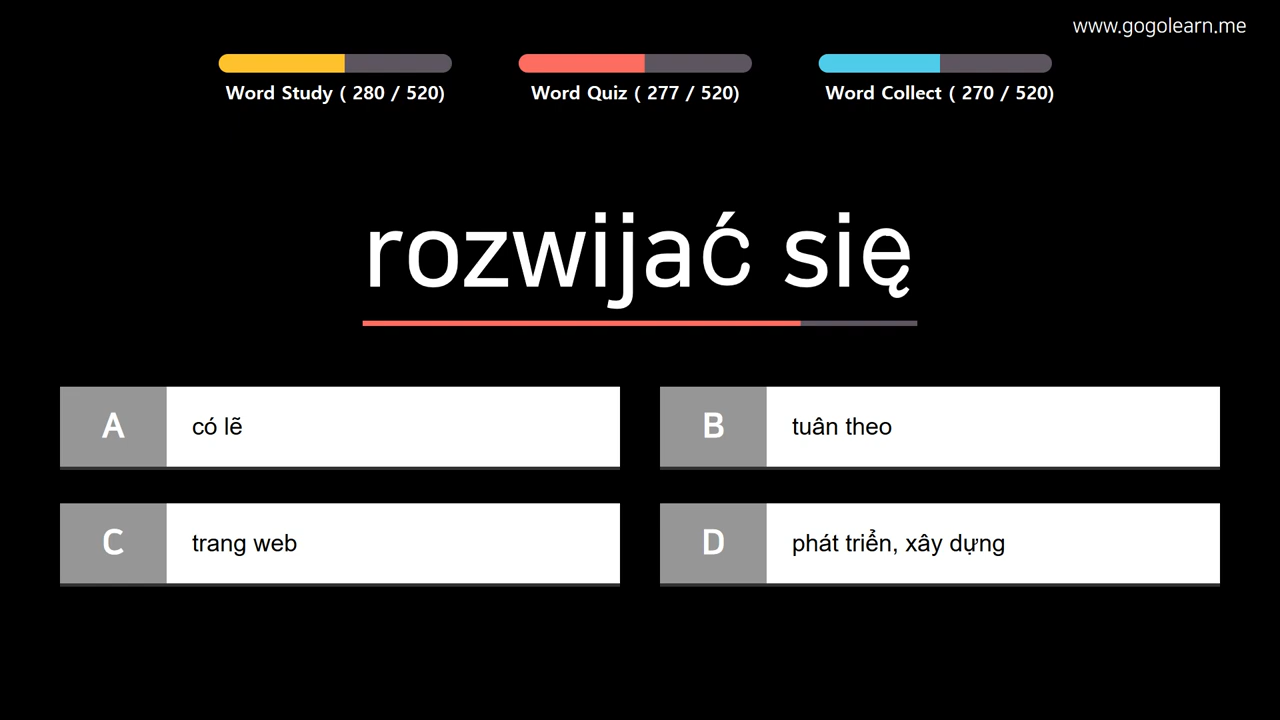 www.gogolearn.me
Word Study ( 280 / 520)
Word Quiz ( 277 / 520)
Word Collect ( 270 / 520)
rozwijać się
A
có lẽ
B
tuân theo
C
trang web
D
phát triển, xây dựng